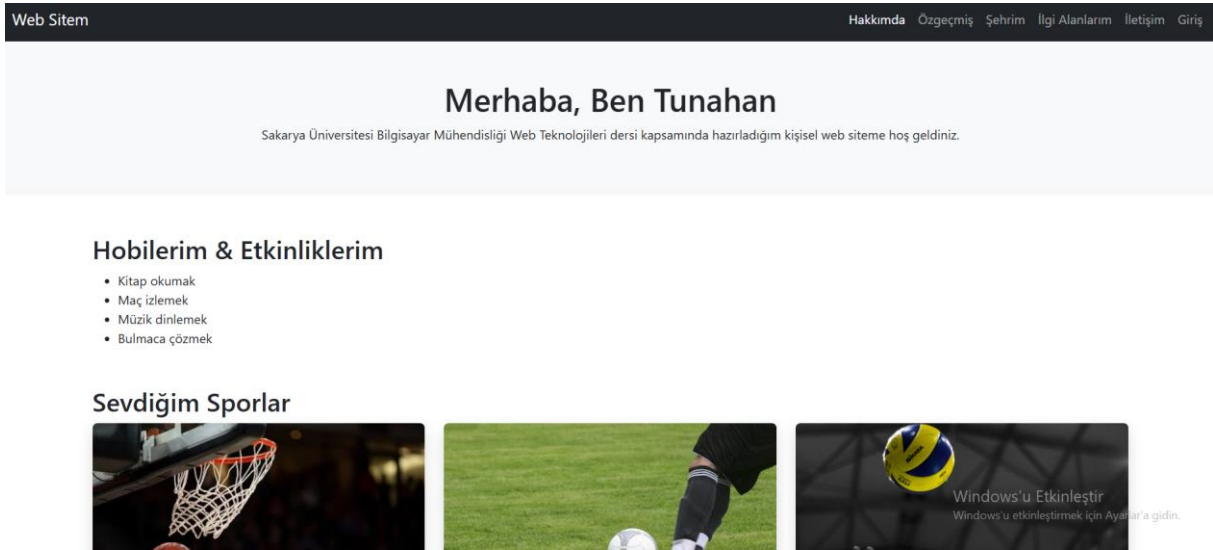 Web Sitem
Hakkımda Özgeçmiş Şehrim İlgi Alanlarım İletişim Giriş
Merhaba, Ben Tunahan
Sakarya Üniversitesi Bilgisayar Mühendisliği Web Teknolojileri dersi kapsamında hazırladığım kişisel web siteme hoş geldiniz.
Hobilerim & Etkinliklerim
• Kitap okumak
• Maç izlemek
• Müzik dinlemek
• Bulmaca çözmek
Sevdiğim Sporlar
MIKASA
Windows'u Etkinleştir
Windows'u etkinleştirmek için Ayarlar'a gidin.